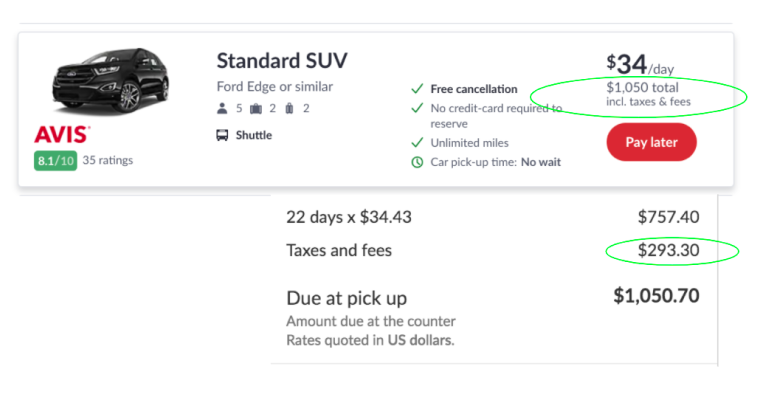 Standard SUV
Ford Edge or similar
5 2 2
Shuttle
AVIS
8.1/10 35 ratings
Free cancellation
No credit-card required to
reserve
Unlimited miles
Car pick-up time: No wait
$34/day
$1,050 total
incl. taxes & fees
Pay later
22 days x $34.43 $757.40
Taxes and fees $293.30
Due at pick up $1,050.70
Amount due at the counter
Rates quoted in US dollars.